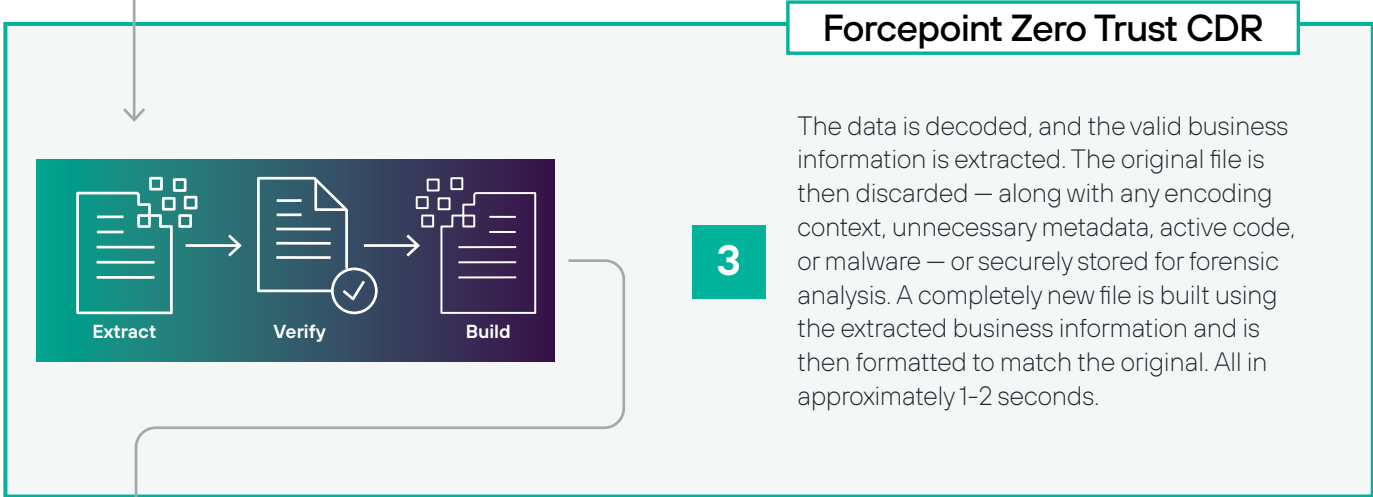 Forcepoint Zero Trust CDR
Extract
Verify
Build
3
The data is decoded, and the valid business
information is extracted. The original file is
then discarded — along with any encoding
context, unnecessary metadata, active code,
or malware — or securely stored for forensic
analysis. A completely new file is built using
the extracted business information and is
then formatted to match the original. All in
approximately 1-2 seconds.